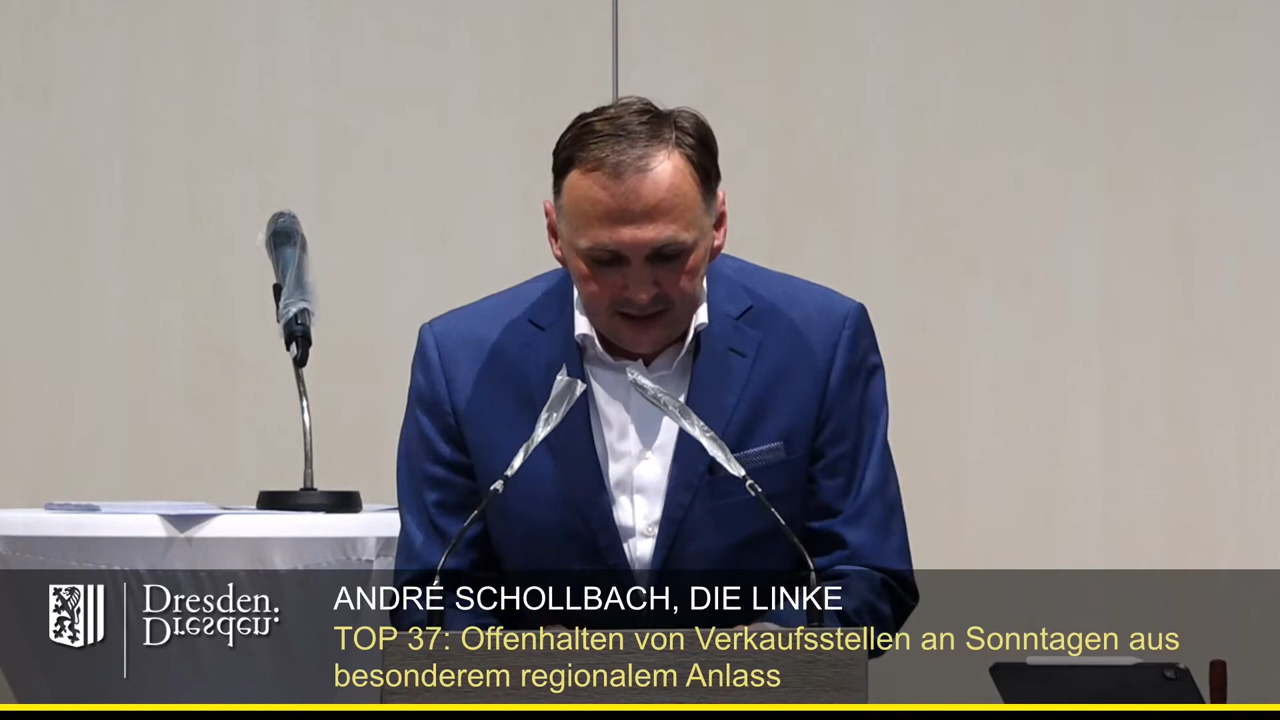 Dresden.
Dresden.
ANDRÉ SCHOLLBACH, DIE LINKE
TOP 37: Offenhalten von Verkaufsstellen an Sonntagen aus
besonderem regionalem Anlass